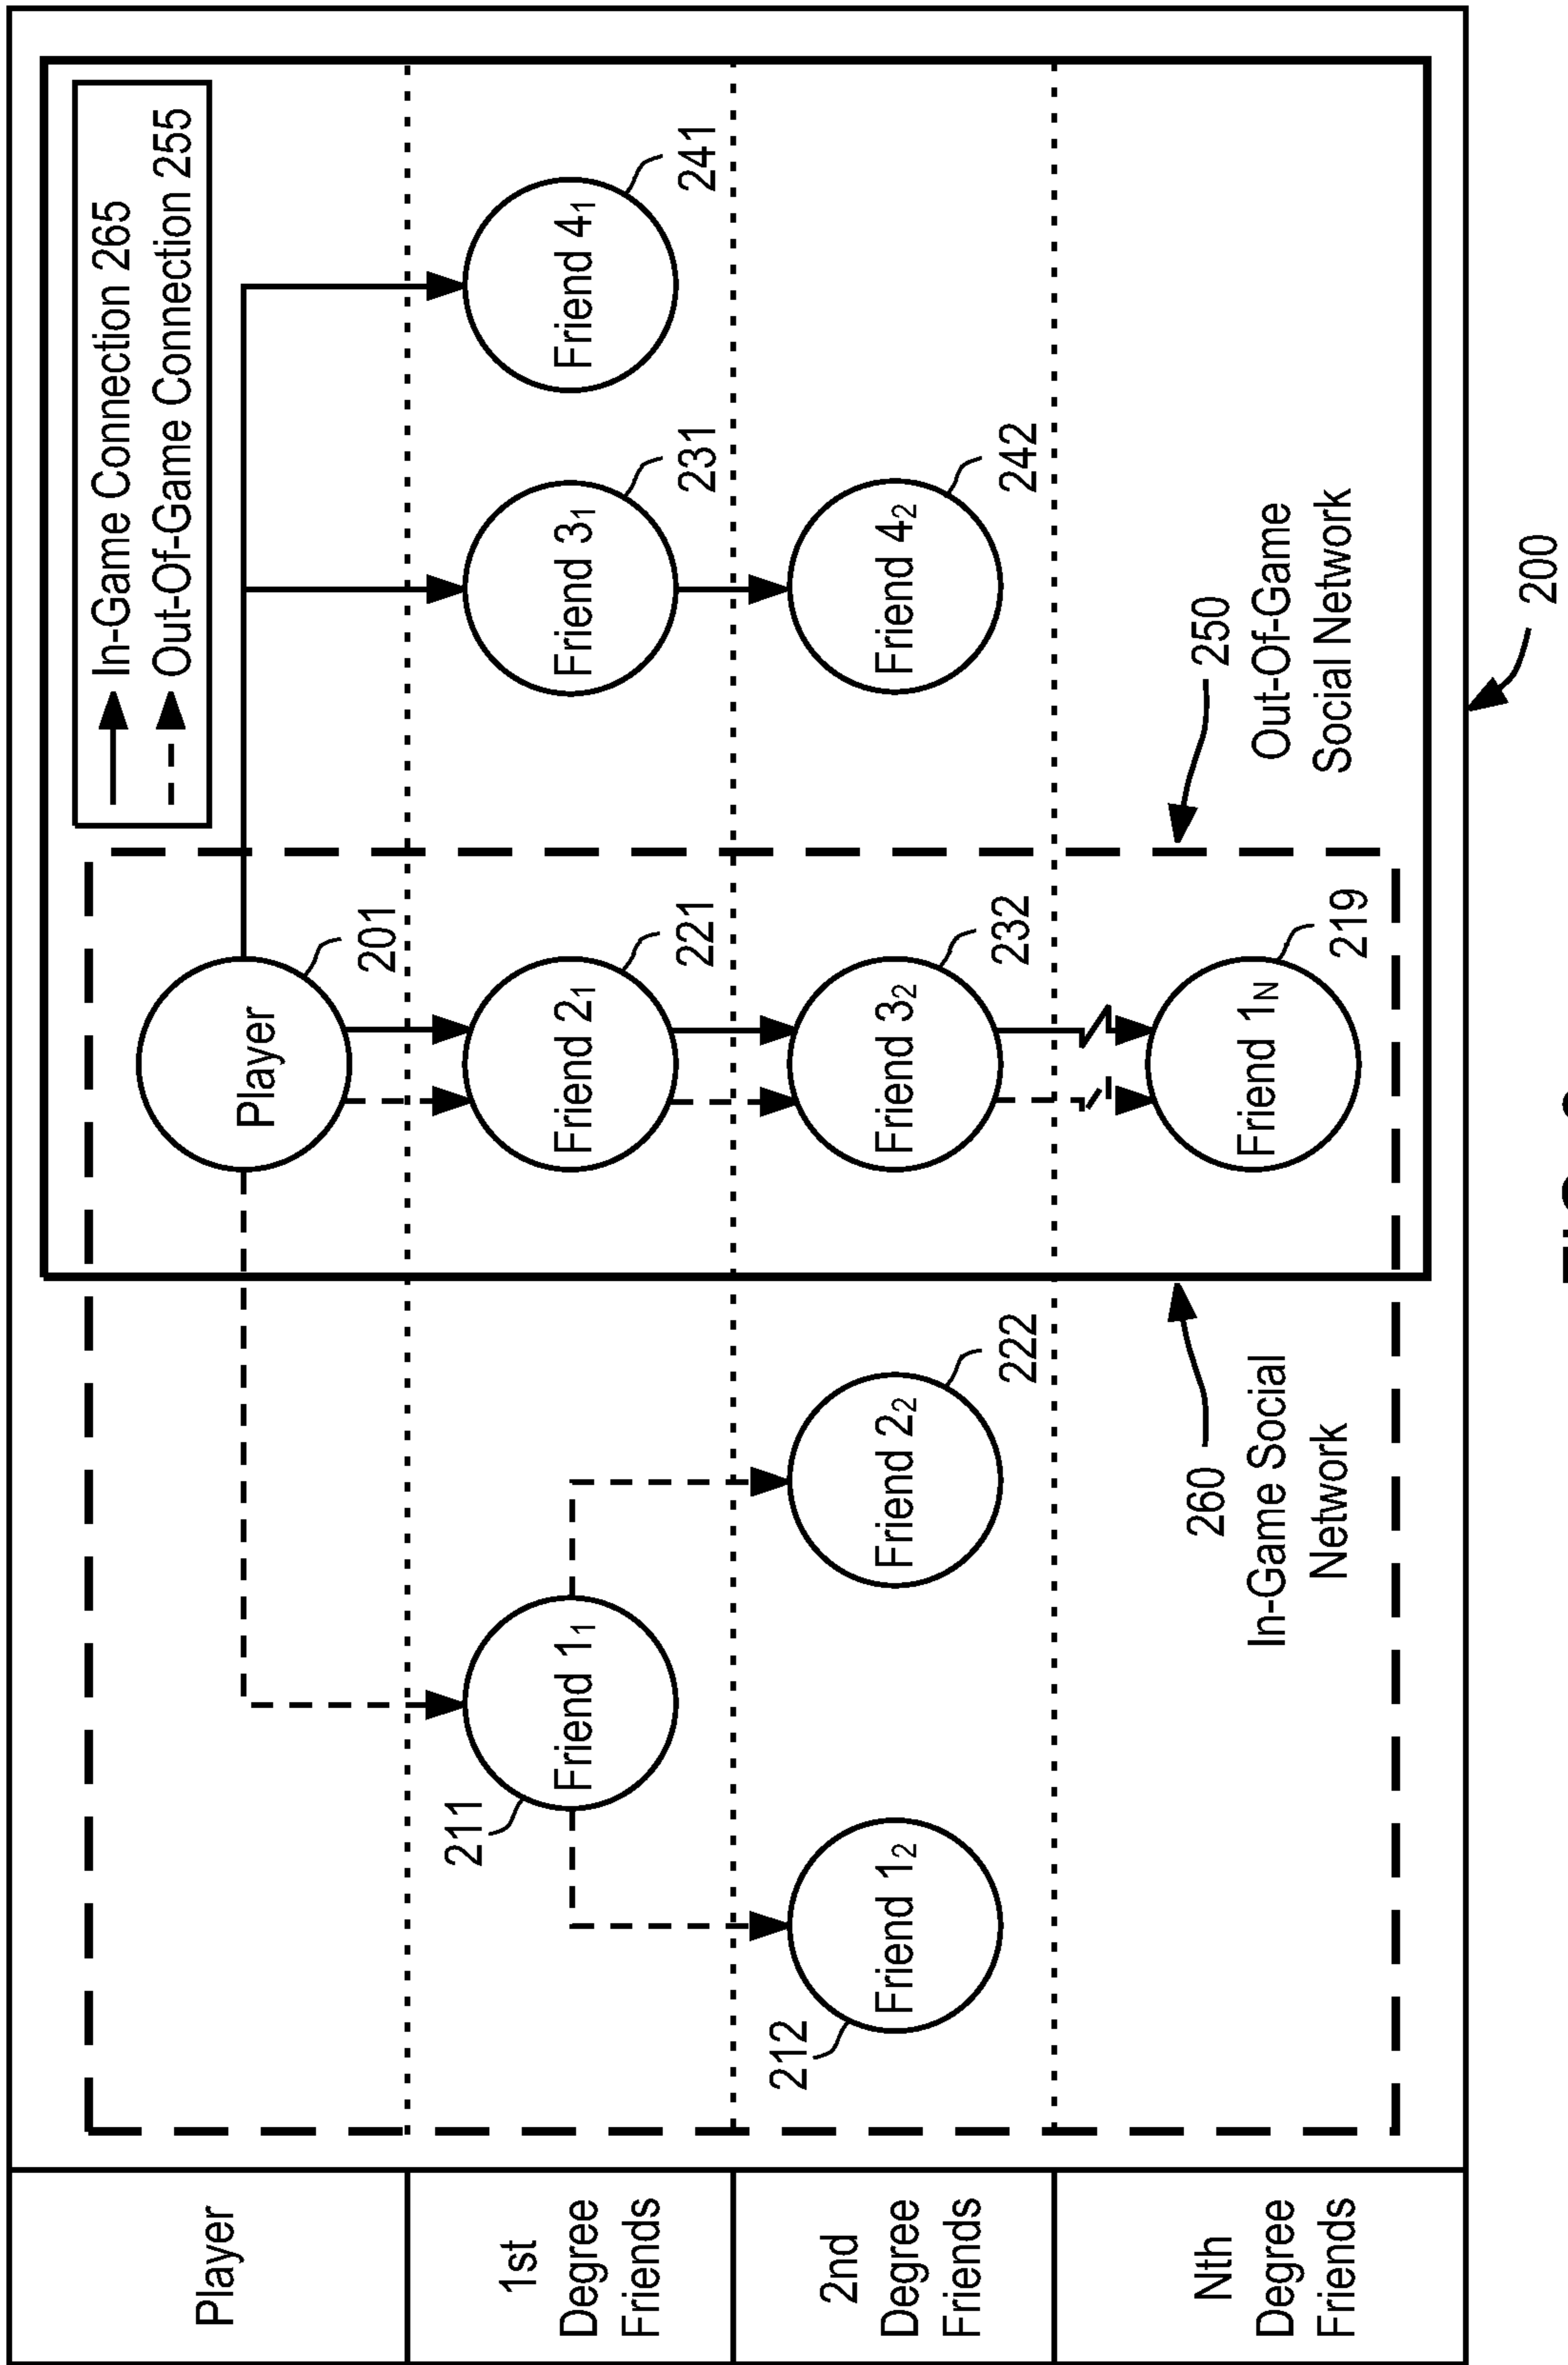 Player
1st
Degree
Friends
2nd
Degree
Friends
Nth
Degree
Friends
In-Game Connection 265
Out-Of-Game Connection 255
Player
201
Friend 1₁
211
Friend 2₁
221
Friend 3₁
231
Friend 4₁
241
Friend 1₂
212
Friend 2₂
222
Friend 3₂
232
Friend 4₂
242
Friend 1N
219
260
In-Game Social
Network
250
Out-Of-Game
Social Network
200